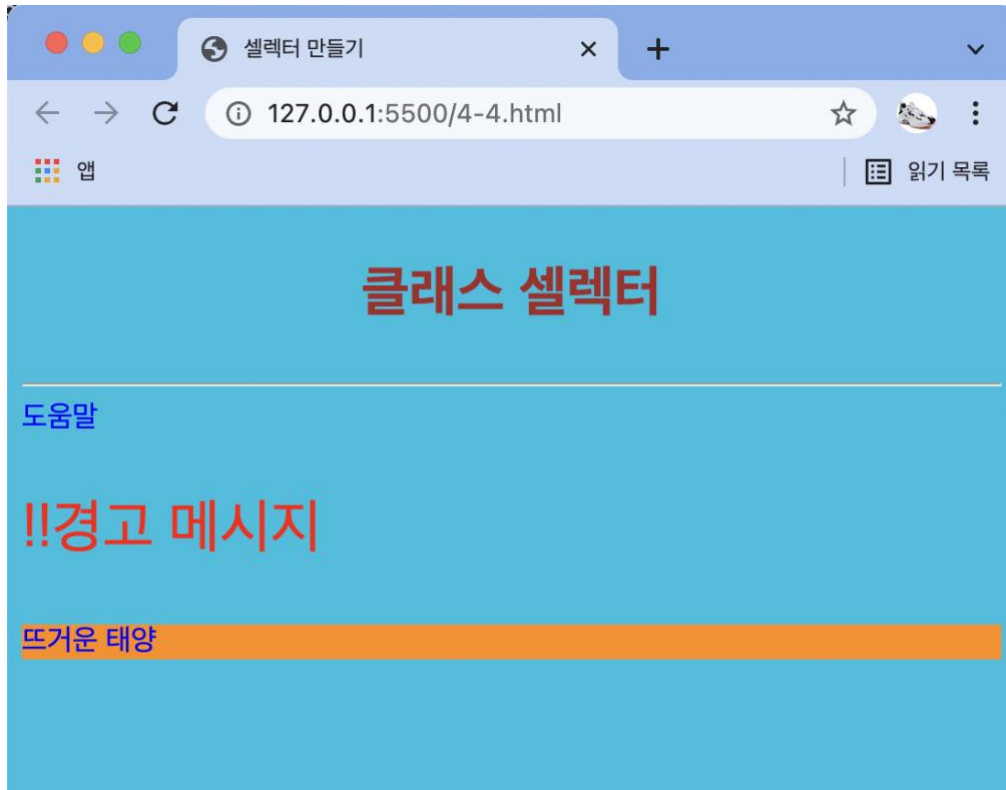 셀렉터 만들기
127.0.0.1:5500/4-4.html
앱
읽기 목록
클래스 셀렉터
도움말
!!경고 메시지
뜨거운 태양